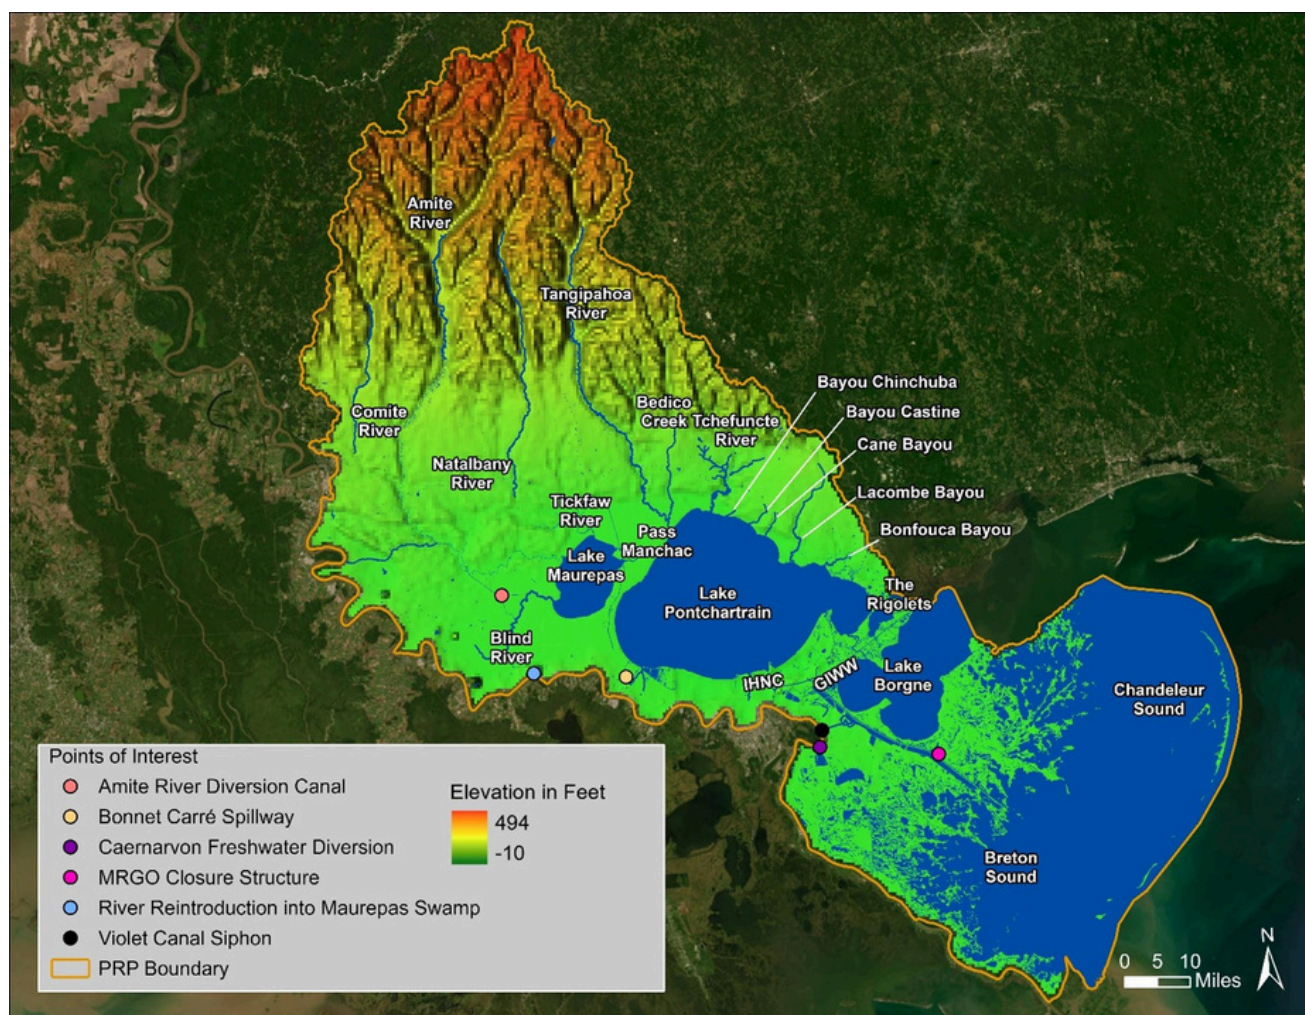 Amite
River
Tangipahoa
River
Comite
River
Natalbany
River
Bedico
Creek
Tchefuncte
River
Bayou Chinchuba
Bayou Castine
Cane Bayou
Lacombe Bayou
Bonfouca Bayou
Tickfaw
River
Pass
Manchac
Lake
Maurepas
Lake
Pontchartrain
The
Rigolets
Blind
River
IHNC
GIWW
Lake
Borgne
Chandeleur
Sound
Breton
Sound
Points of Interest
Amite River Diversion Canal
Bonnet Carré Spillway
Caernarvon Freshwater Diversion
MRGO Closure Structure
River Reintroduction into Maurepas Swamp
Violet Canal Siphon
PRP Boundary
Elevation in Feet
494
-10
0 5 10
Miles
N